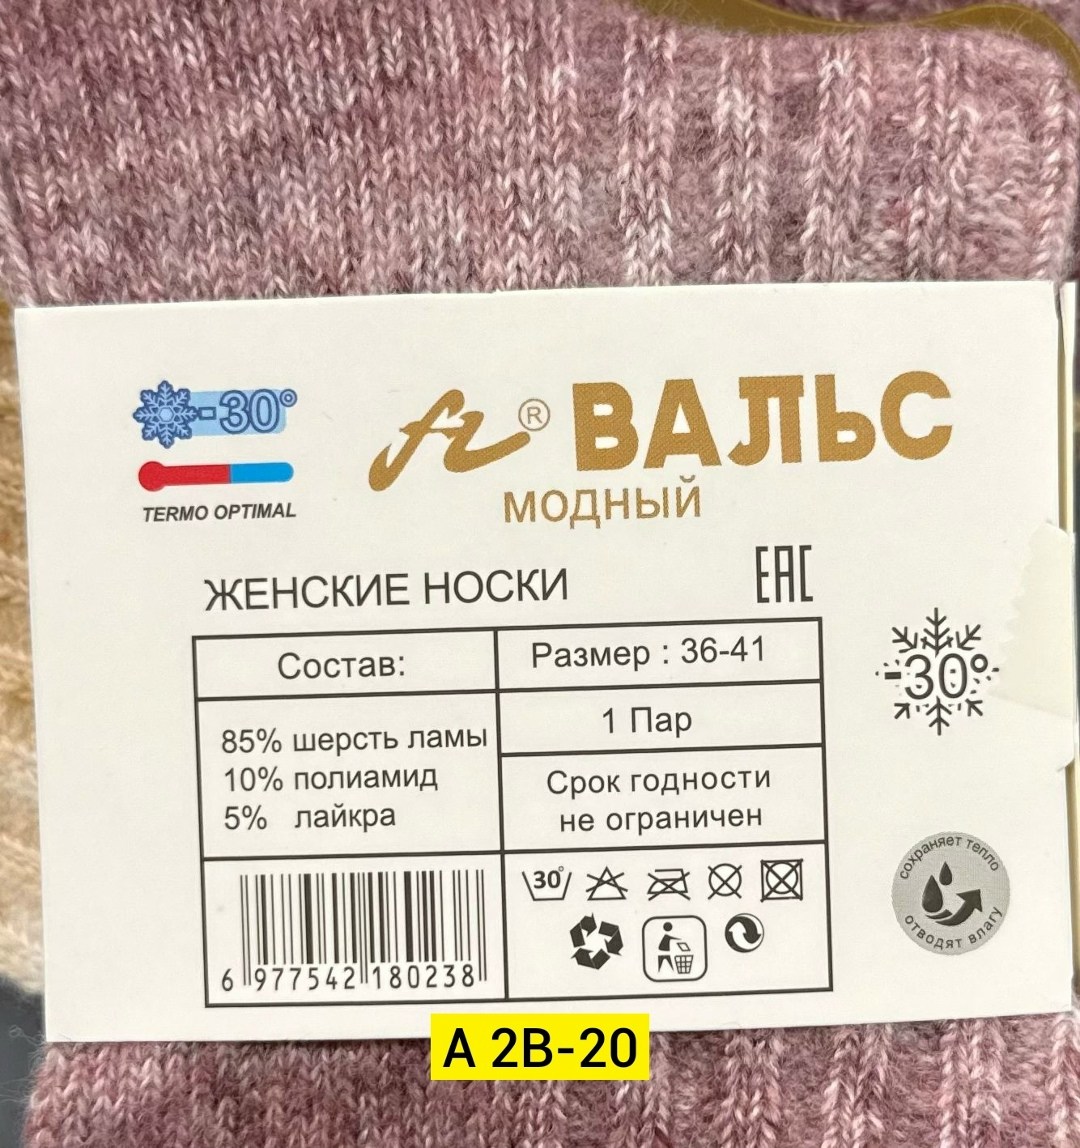 -30°
TERMO OPTIMAL
® ВАЛЬС
МОДНЫЙ
ЖЕНСКИЕ НОСКИ
EAC
Состав:
Размер : 36-41
85% шерсть ламы
10% полиамид
5% лайкра
1 Пар
Срок годности
не ограничен
-30°
30°
6 977542 180238
сохраняет тепло
отводят влагу
A 2B-20